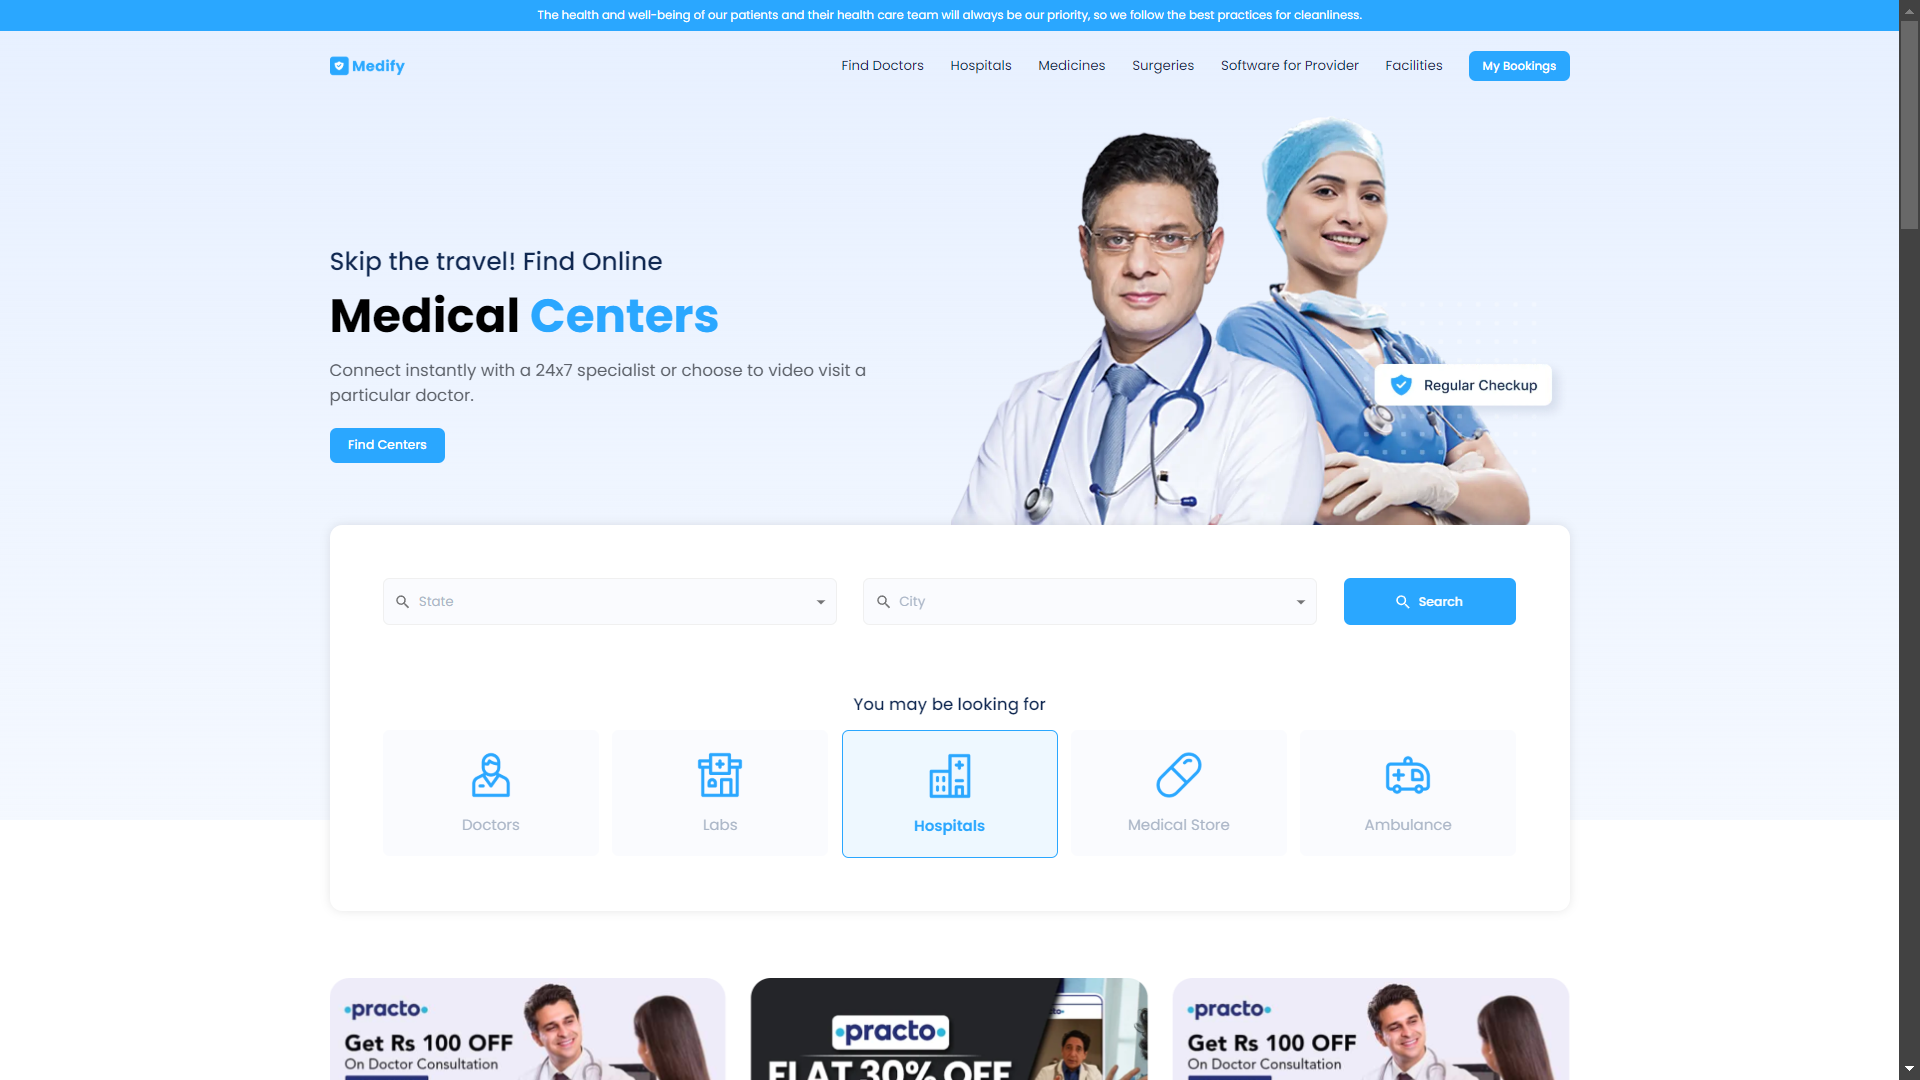 The health and well-being of our patients and their health care team will always be our priority, so we follow the best practices for cleanliness.
Medify
Find Doctors
Hospitals
Medicines
Surgeries
Software for Provider
Facilities
My Bookings
Skip the travel! Find Online
Medical Centers
Connect instantly with a 24x7 specialist or choose to video visit a
particular doctor.
Find Centers
Regular Checkup
State
City
Search
You may be looking for
Doctors
Labs
Hospitals
Medical Store
Ambulance
practo
Get Rs 100 OFF
On Doctor Consultation
practo
FLAT 30% OFF
practo
Get Rs 100 OFF
On Doctor Consultation